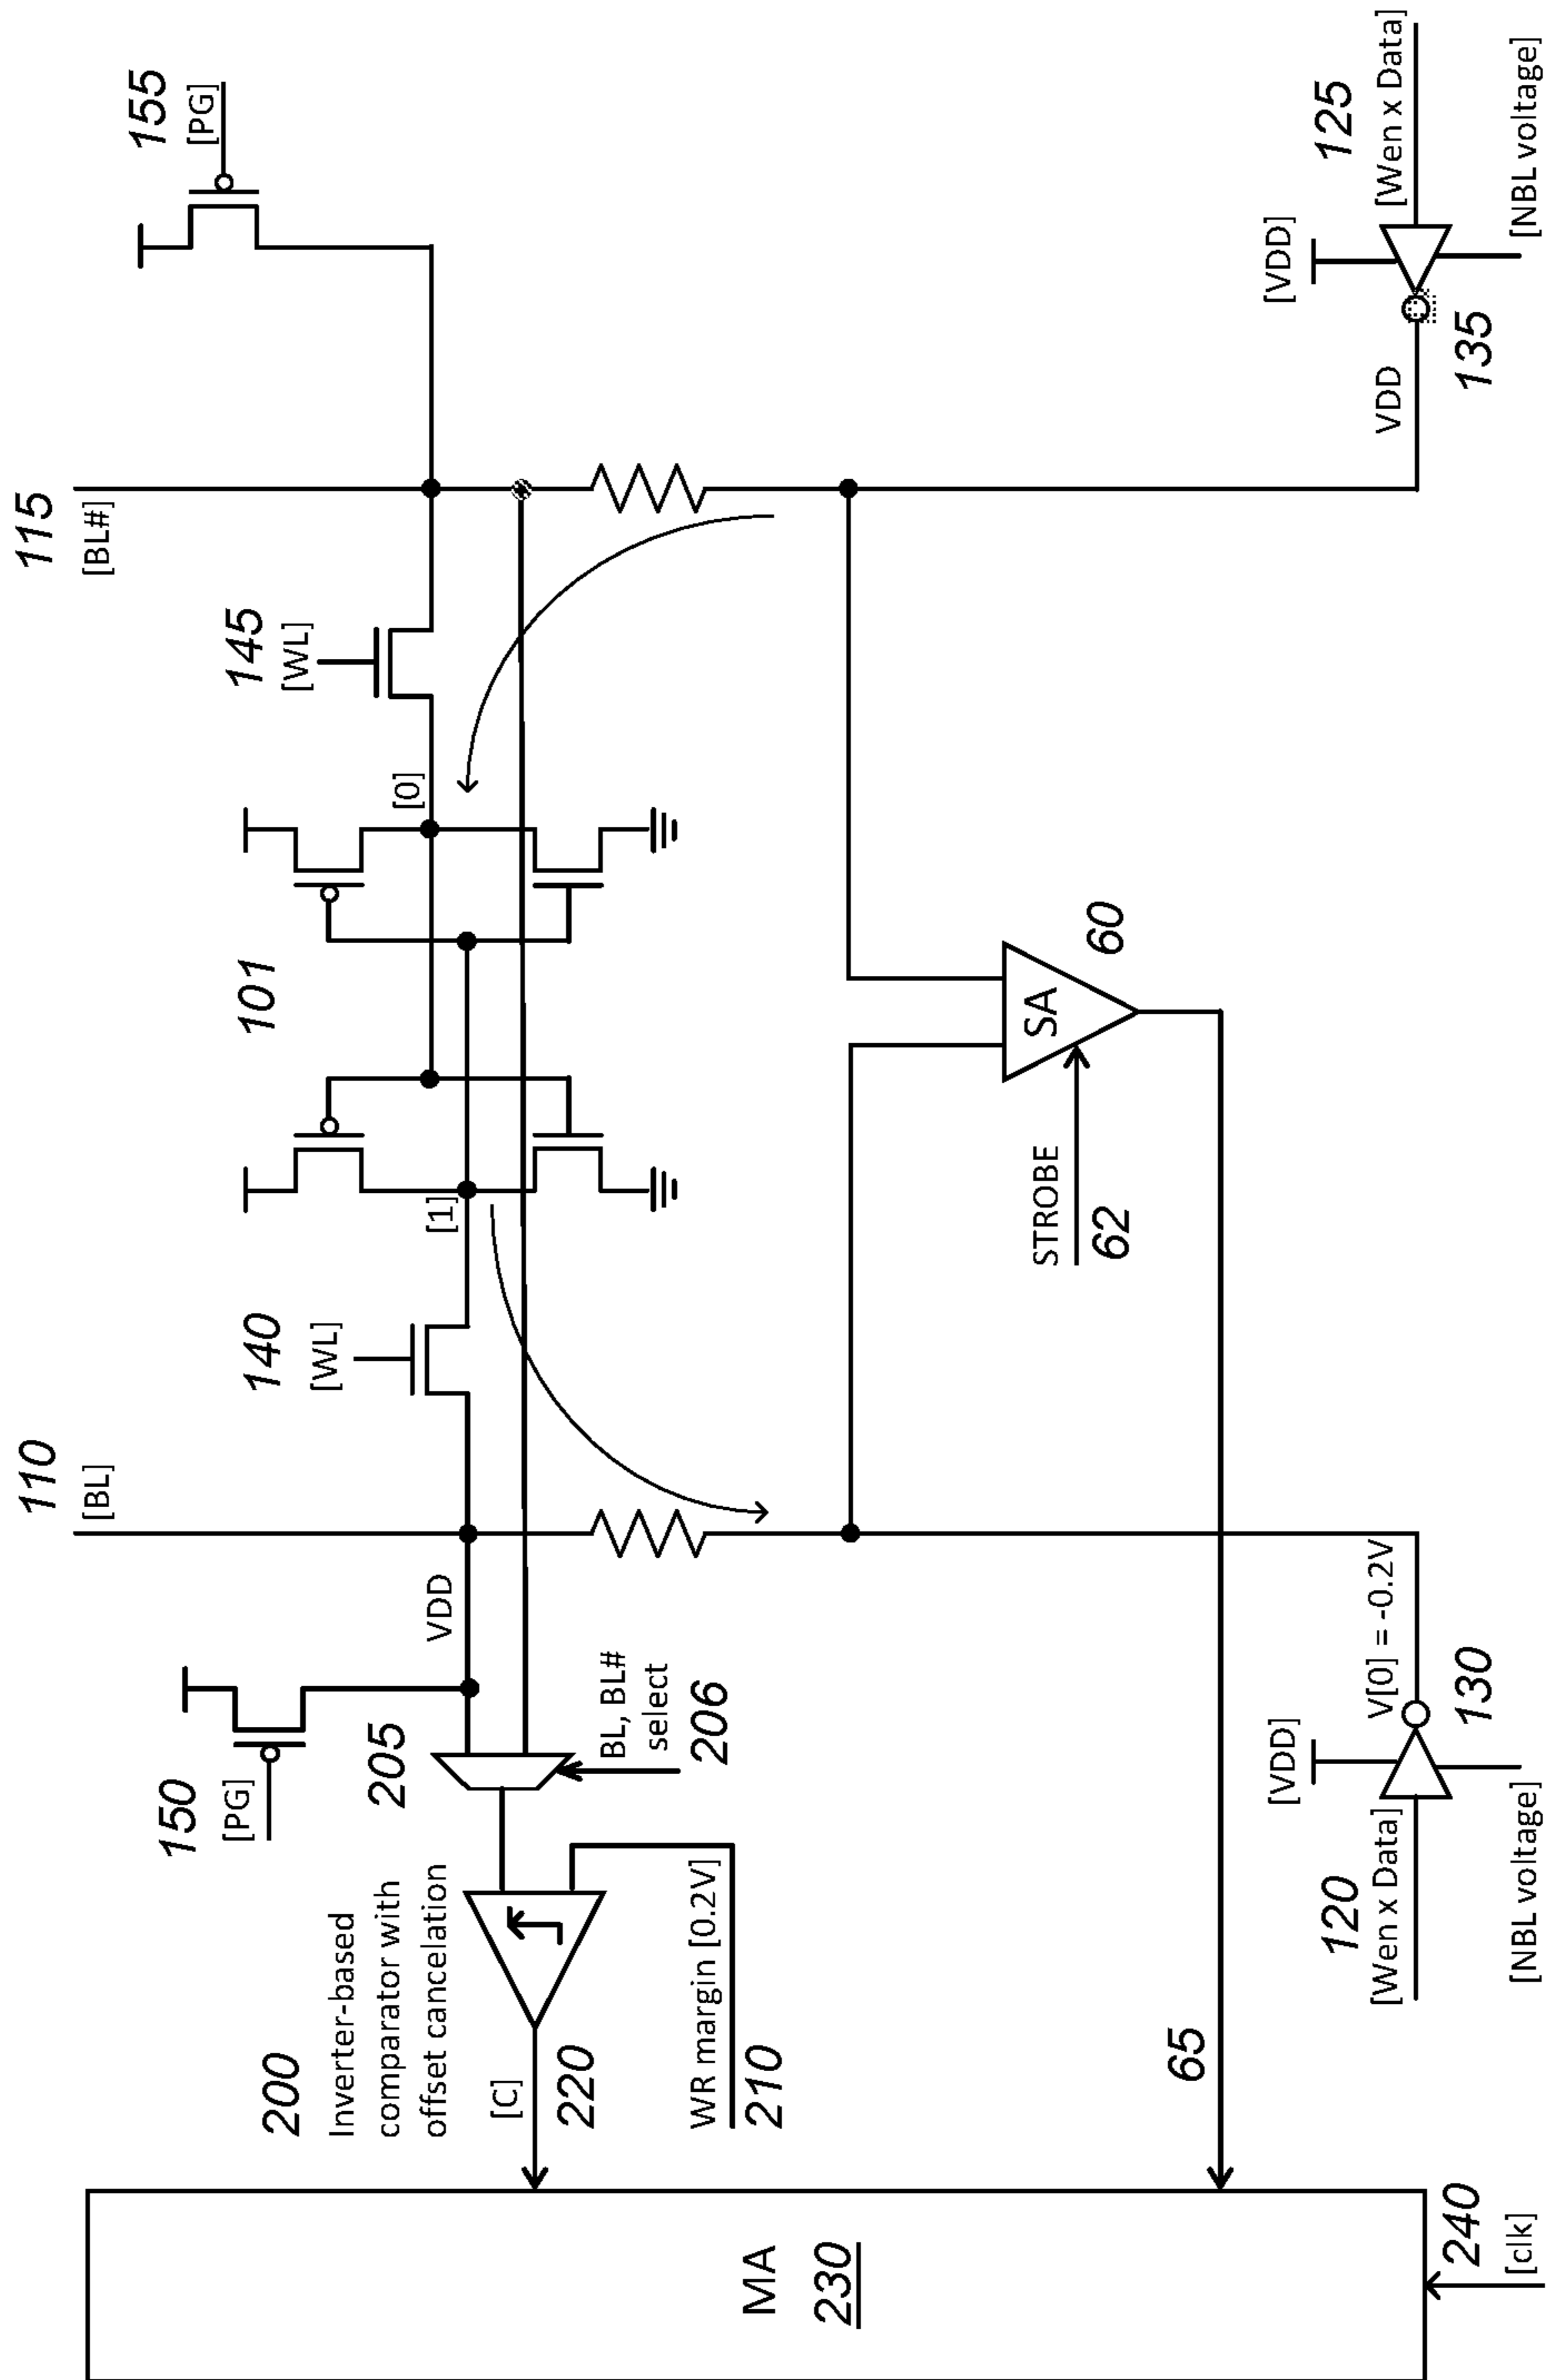 230
MA
240
[clk]
200
Inverter-based
comparator with
offset cancelation
[C]
220
WR margin [0.2V]
210
65
150
[PG]
205
BL, BL#
select
206
VDD
120
[Wen x Data]
[NBL voltage]
[VDD]
V[0] = -0.2V
130
110
[BL]
140
[WL]
[1]
101
[0]
STROBE
62
SA
60
145
[WL]
115
[BL#]
155
[PG]
VDD
135
[VDD]
125
[Wen x Data]
[NBL voltage]